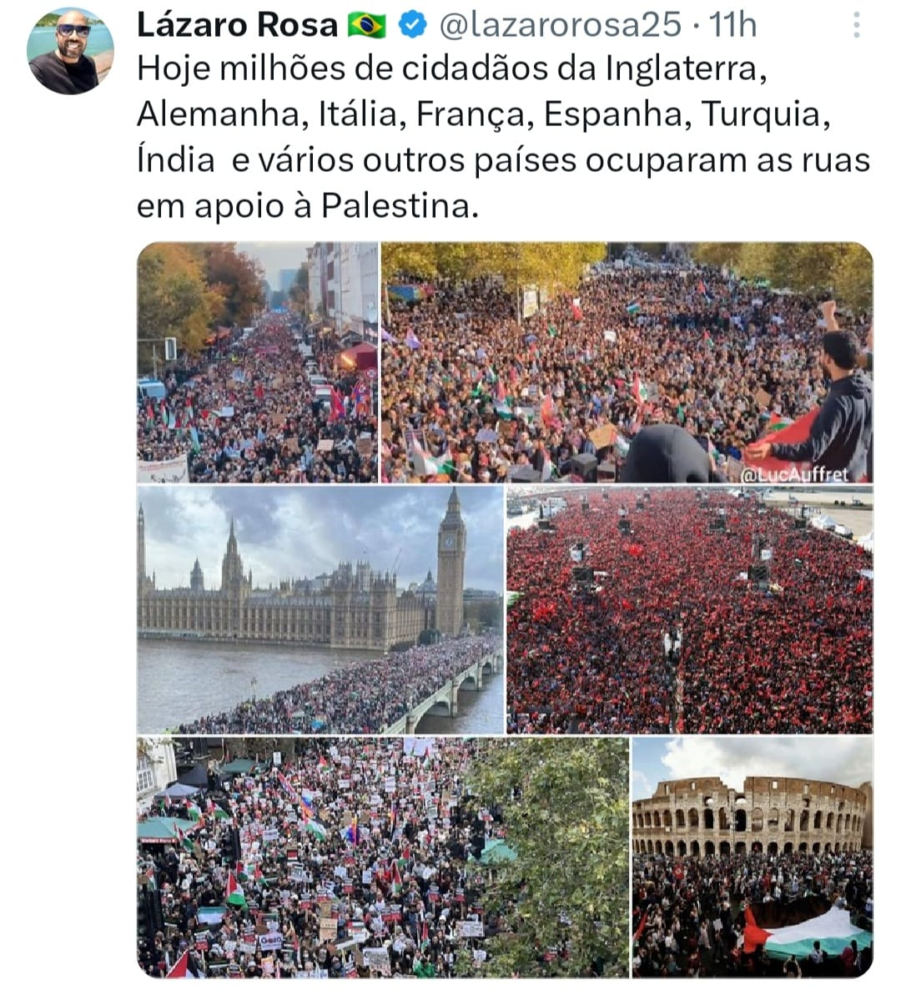 Lázaro Rosa 🇧🇷 @lazarorosa25 · 11h
Hoje milhões de cidadãos da Inglaterra,
Alemanha, Itália, França, Espanha, Turquia,
Índia e vários outros países ocuparam as ruas
em apoio à Palestina.
@LucAuffret